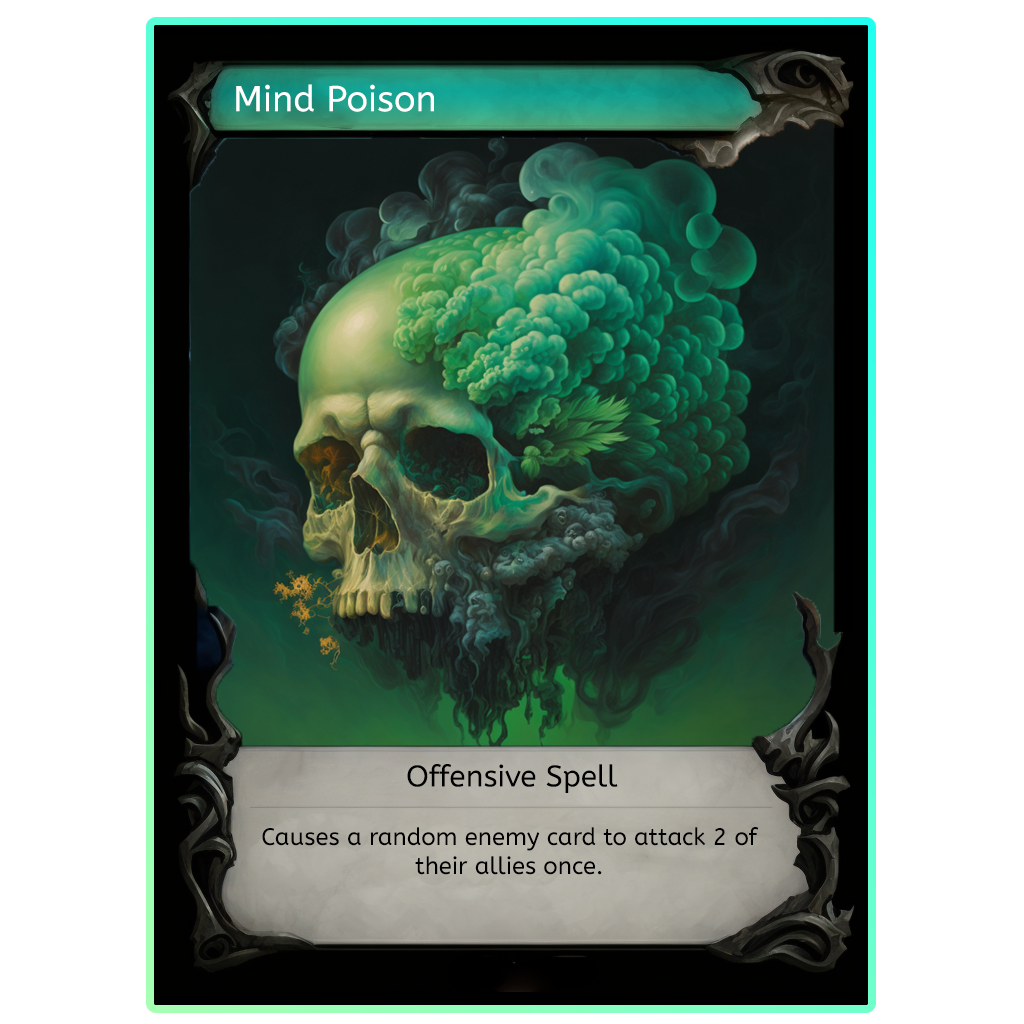 Mind Poison
Offensive Spell
Causes a random enemy card to attack 2 of
their allies once.